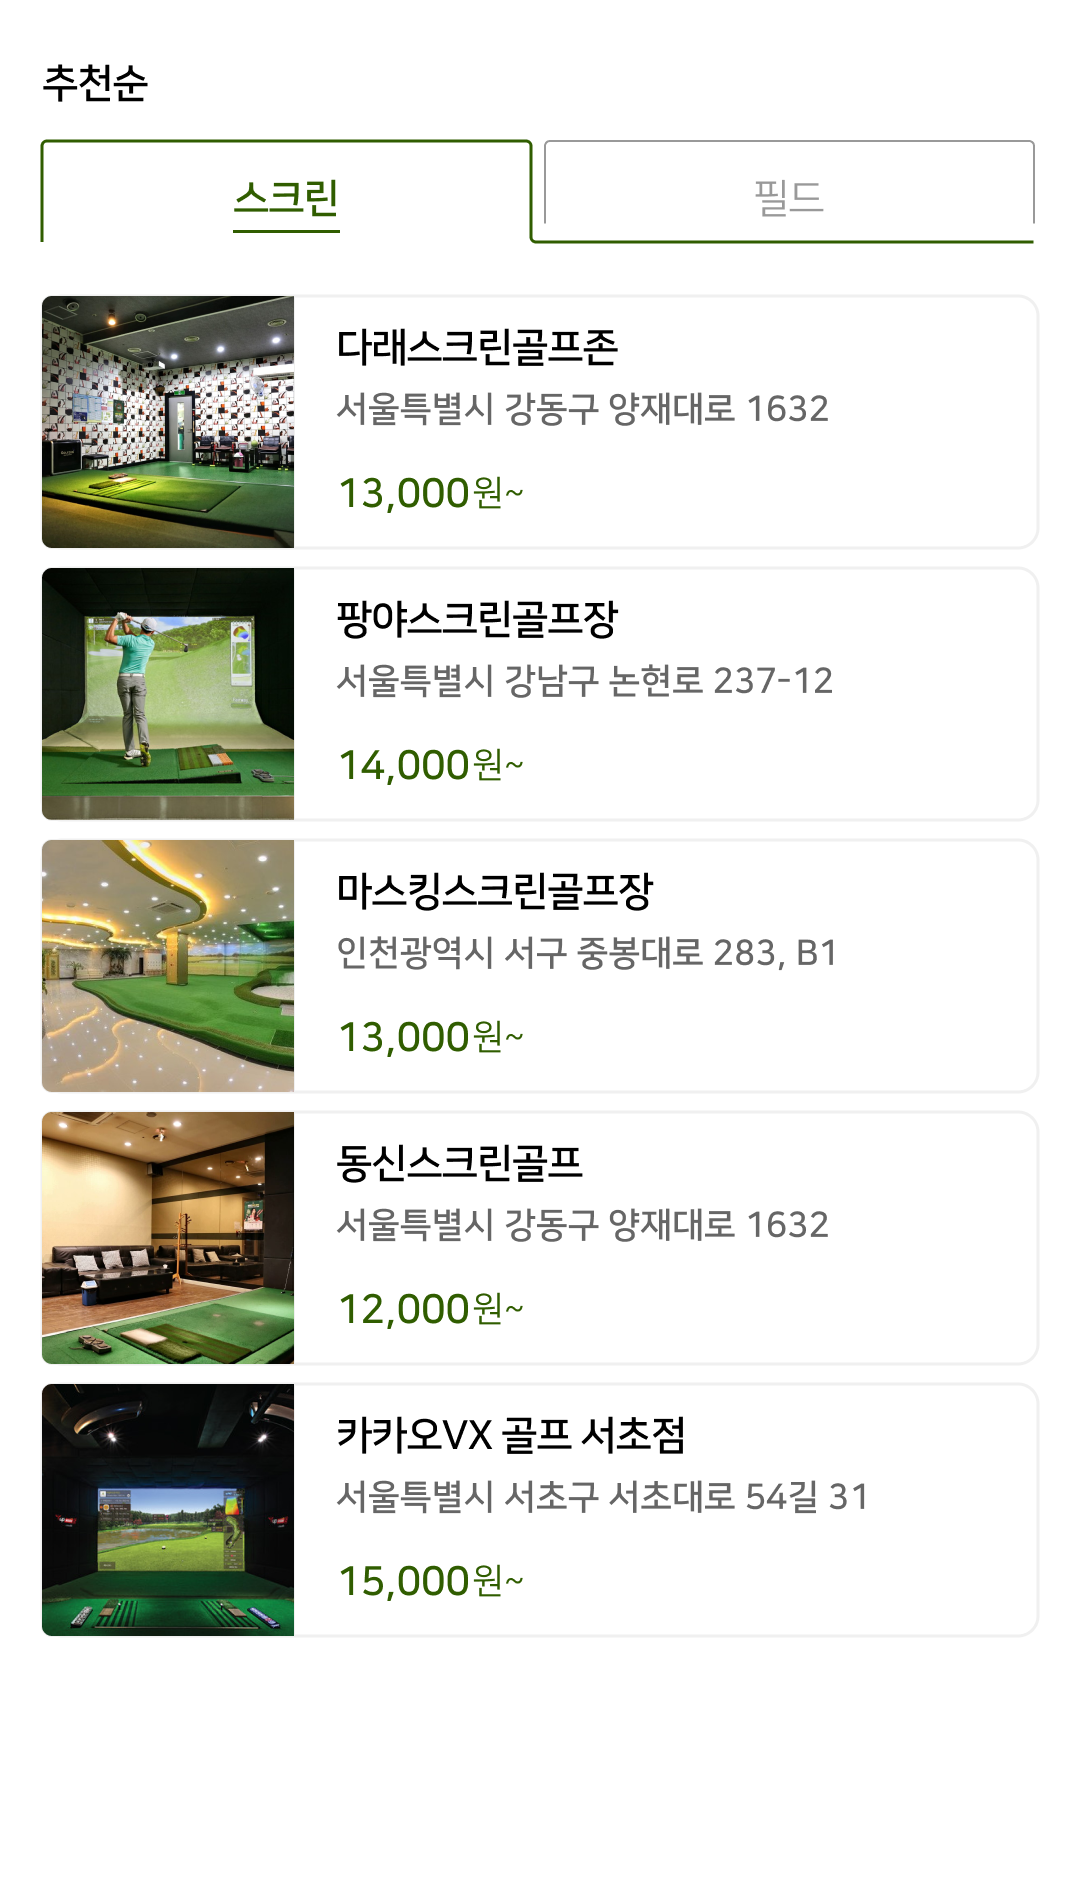 추천순
스크린
필드
다래스크린골프존
서울특별시 강동구 양재대로 1632
13,000원~
팡야스크린골프장
서울특별시 강남구 논현로 237-12
14,000원~
마스킹스크린골프장
인천광역시 서구 중봉대로 283, B1
13,000원~
동신스크린골프
서울특별시 강동구 양재대로 1632
12,000원~
카카오VX 골프 서초점
서울특별시 서초구 서초대로 54길 31
15,000원~